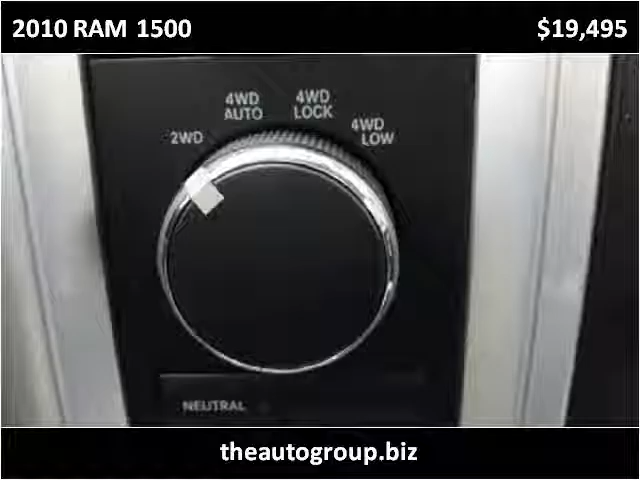 2010 RAM 1500
$19,495
4WD AUTO
4WD LOCK
2WD
4WD LOW
NEUTRAL
theautogroup.biz